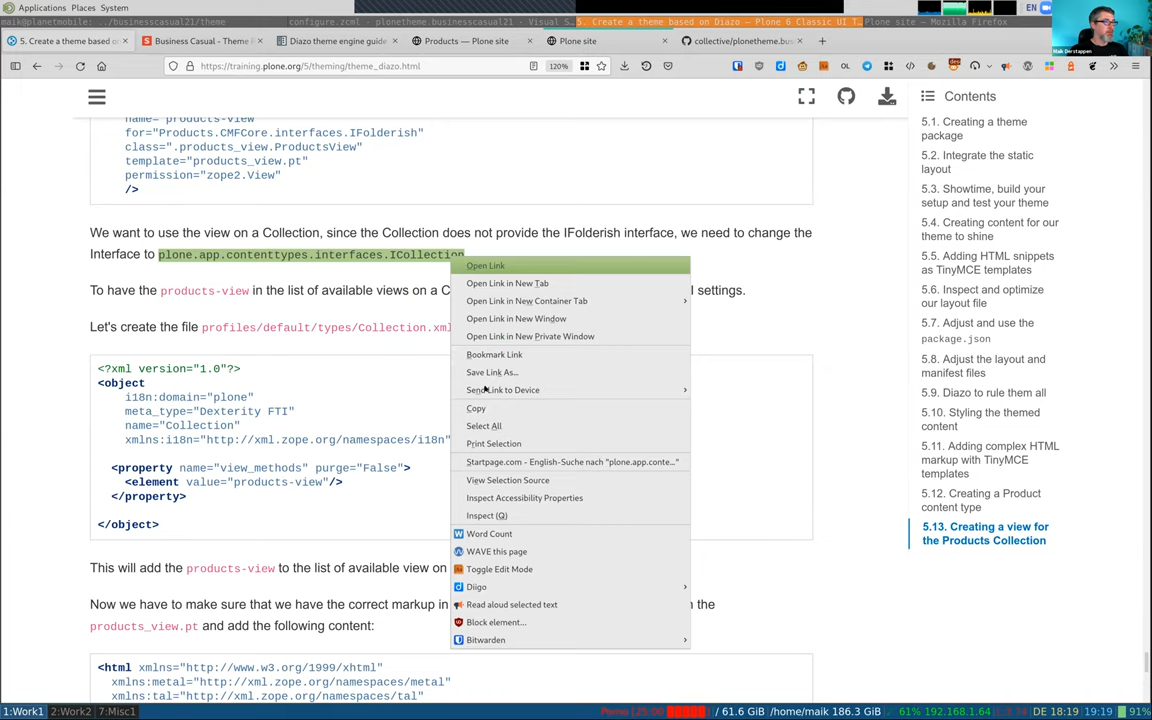 Applications Places System
EN
maik@planetmobile: ../businesscasual21/theme
configure.zcml - plonetheme.businesscasual21 - Visual S...
5. Create a theme based on Diazo — Plone 6 Classic UI T...
Plone site — Mozilla Firefox
Maik Derstappen
5. Create a theme based on
Business Casual - Theme
Diazo theme engine guide
Products — Plone site
Plone site
collective/plonetheme.bus
https://training.plone.org/5/theming/theme_diazo.html
120%
name="products-view"
for="Products.CMFCore.interfaces.IFolderish"
class=".products_view.ProductsView"
template="products_view.pt"
permission="zope2.View"
/>
We want to use the view on a Collection, since the Collection does not provide the IFolderish interface, we need to change the
Interface to plone.app.contenttypes.interfaces.ICollection
To have the products-view in the list of available views on a C
settings.
Let's create the file profiles/default/types/Collection.xml
<?xml version="1.0"?>
<object
i18n:domain="plone"
meta_type="Dexterity FTI"
name="Collection"
xmlns:i18n="http://xml.zope.org/namespaces/i18n"
<property name="view_methods" purge="False">
<element value="products-view"/>
</property>
</object>
This will add the products-view to the list of available view on
Now we have to make sure that we have the correct markup in
n the
products_view.pt and add the following content:
<html xmlns="http://www.w3.org/1999/xhtml"
xmlns:metal="http://xml.zope.org/namespaces/metal"
xmlns:tal="http://xml.zope.org/namespaces/tal"
Open Link
Open Link in New Tab
Open Link in New Container Tab
Open Link in New Window
Open Link in New Private Window
Bookmark Link
Save Link As...
Send Link to Device
Copy
Select All
Print Selection
Startpage.com - English-Suche nach "plone.app.conte..."
View Selection Source
Inspect Accessibility Properties
Inspect (Q)
Word Count
WAVE this page
Toggle Edit Mode
Diigo
Read aloud selected text
Block element...
Bitwarden
Contents
5.1. Creating a theme
package
5.2. Integrate the static
layout
5.3. Showtime, build your
setup and test your theme
5.4. Creating content for our
theme to shine
5.5. Adding HTML snippets
as TinyMCE templates
5.6. Inspect and optimize
our layout file
5.7. Adjust and use the
package.json
5.8. Adjust the layout and
manifest files
5.9. Diazo to rule them all
5.10. Styling the themed
content
5.11. Adding complex HTML
markup with TinyMCE
templates
5.12. Creating a Product
content type
5.13. Creating a view for
the Products Collection
1:Work1 2:Work2 7:Misc1
/ 61.6 GiB /home/maik 186.3 GiB
61% 192.168.1.64
DE 18:19
19:19
91%